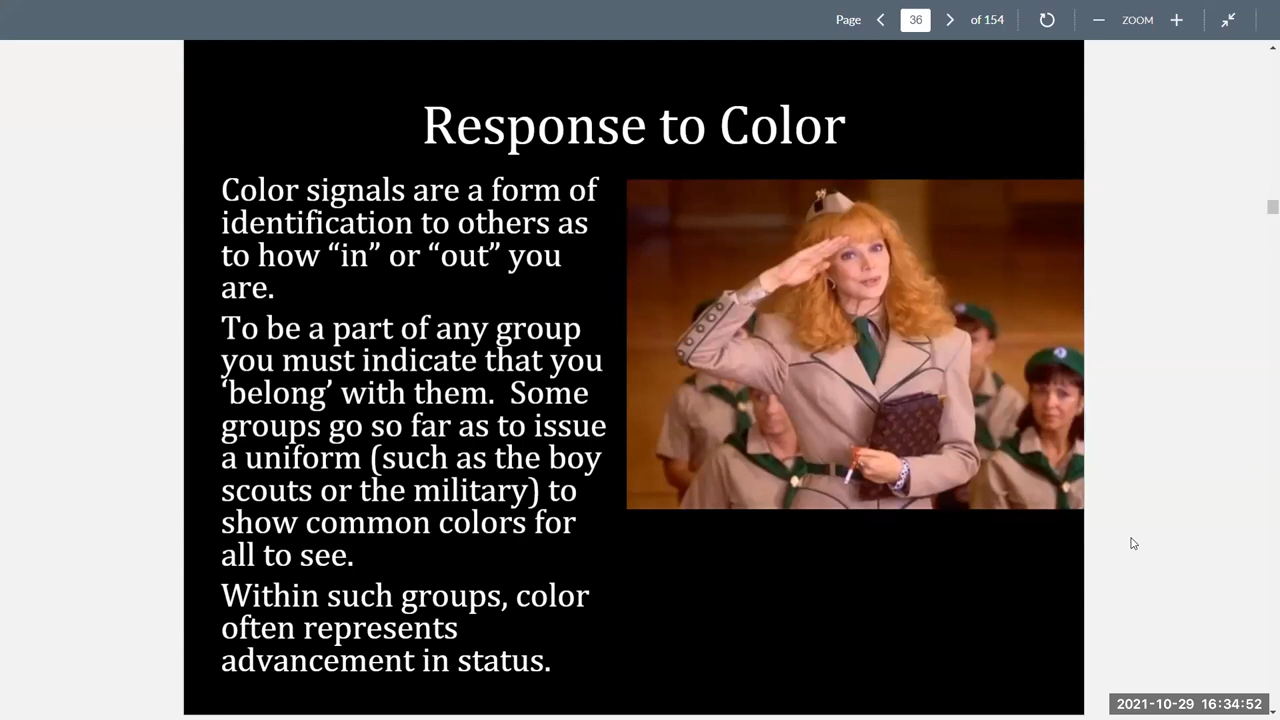 Page 36 of 154 ZOOM
Response to Color
Color signals are a form of
identification to others as
to how “in” or “out” you
are.
To be a part of any group
you must indicate that you
‘belong’ with them.  Some
groups go so far as to issue
a uniform (such as the boy
scouts or the military) to
show common colors for
all to see.
Within such groups, color
often represents
advancement in status.
2021-10-29 16:34:52